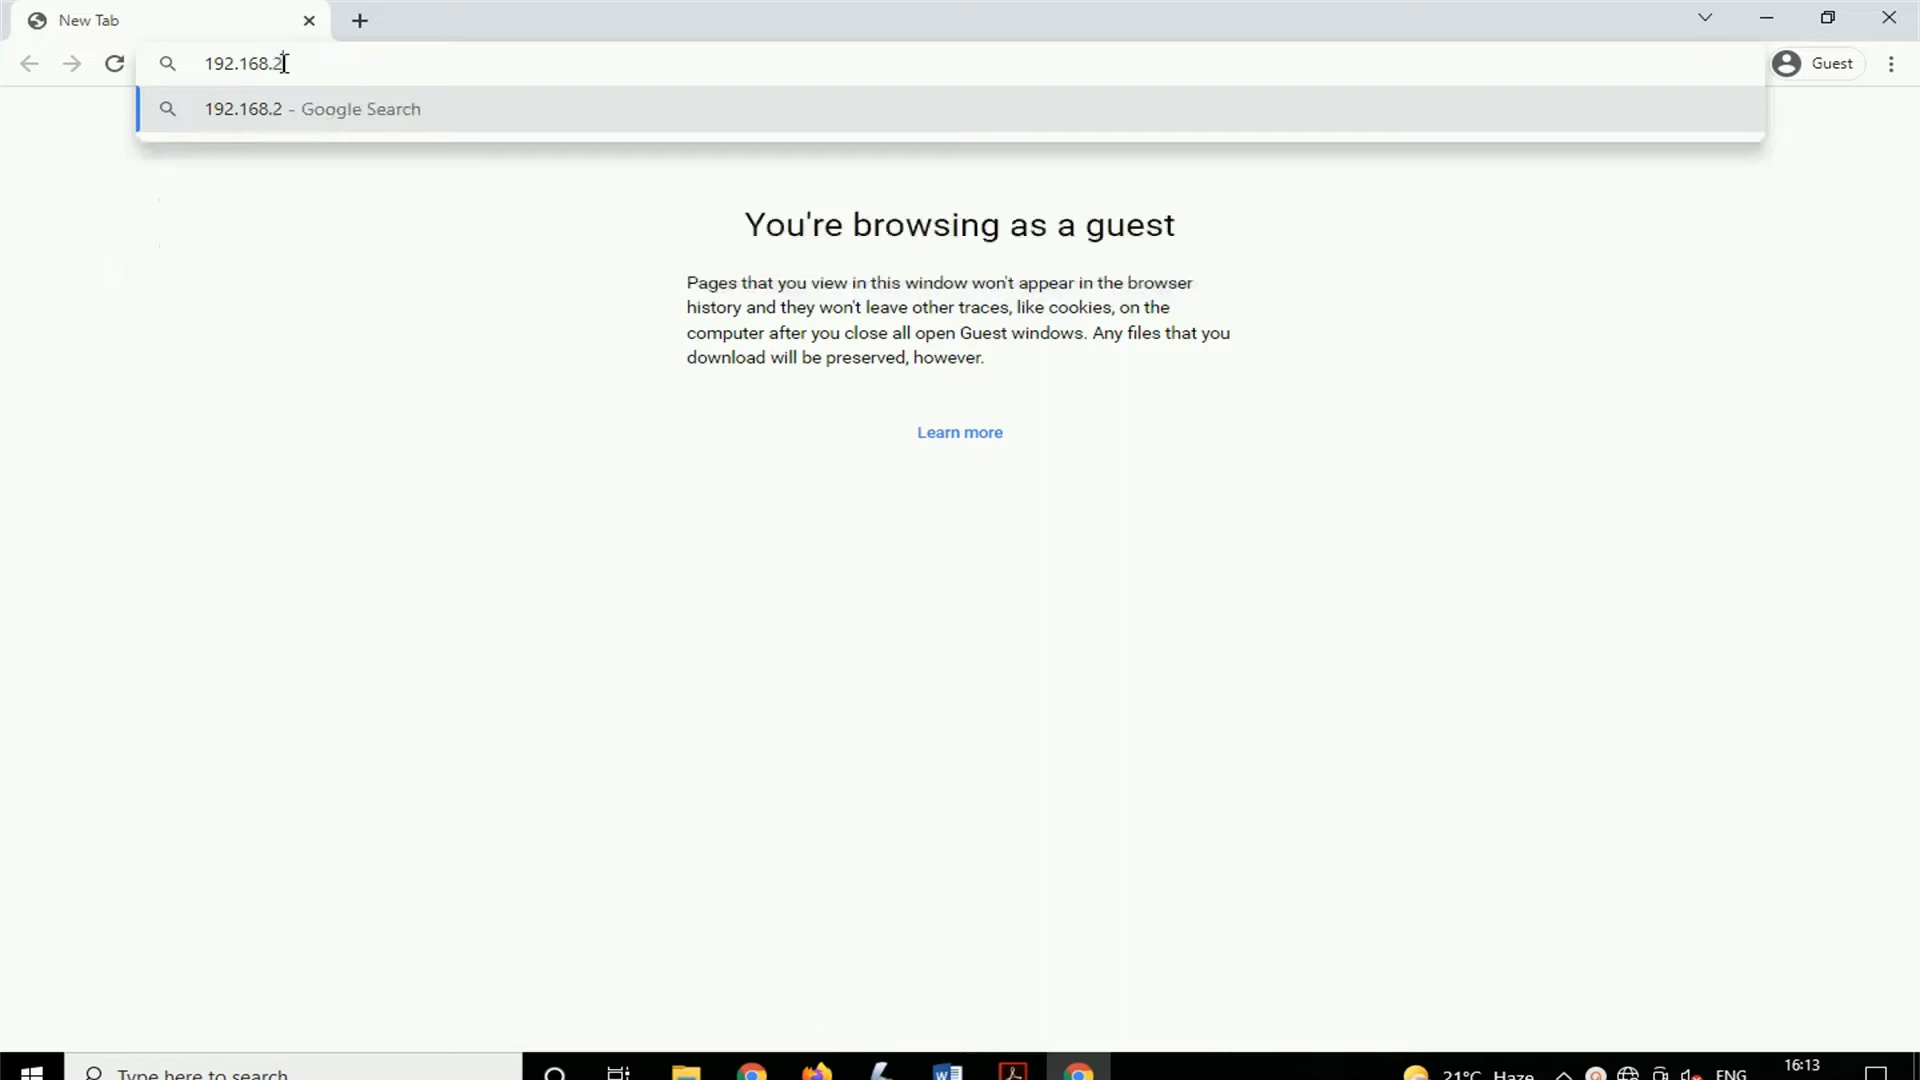 New Tab
192.168.2
Guest
192.168.2 - Google Search
You're browsing as a guest
Pages that you view in this window won't appear in the browser
history and they won't leave other traces, like cookies, on the
computer after you close all open Guest windows. Any files that you
download will be preserved, however.
Learn more
Type here to search
21°C Haze
ENG
16:13